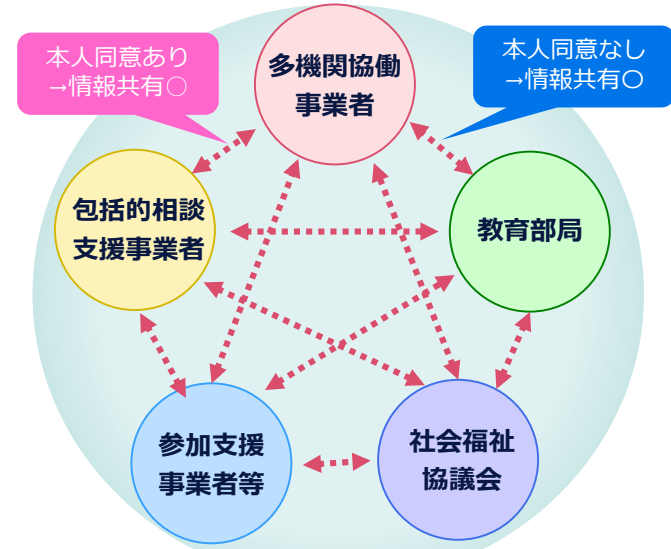 本人同意あり
→情報共有○
多機関協働
事業者
本人同意なし
→情報共有○
包括的相談
支援事業者
教育部局
参加支援
事業者等
社会福祉
協議会